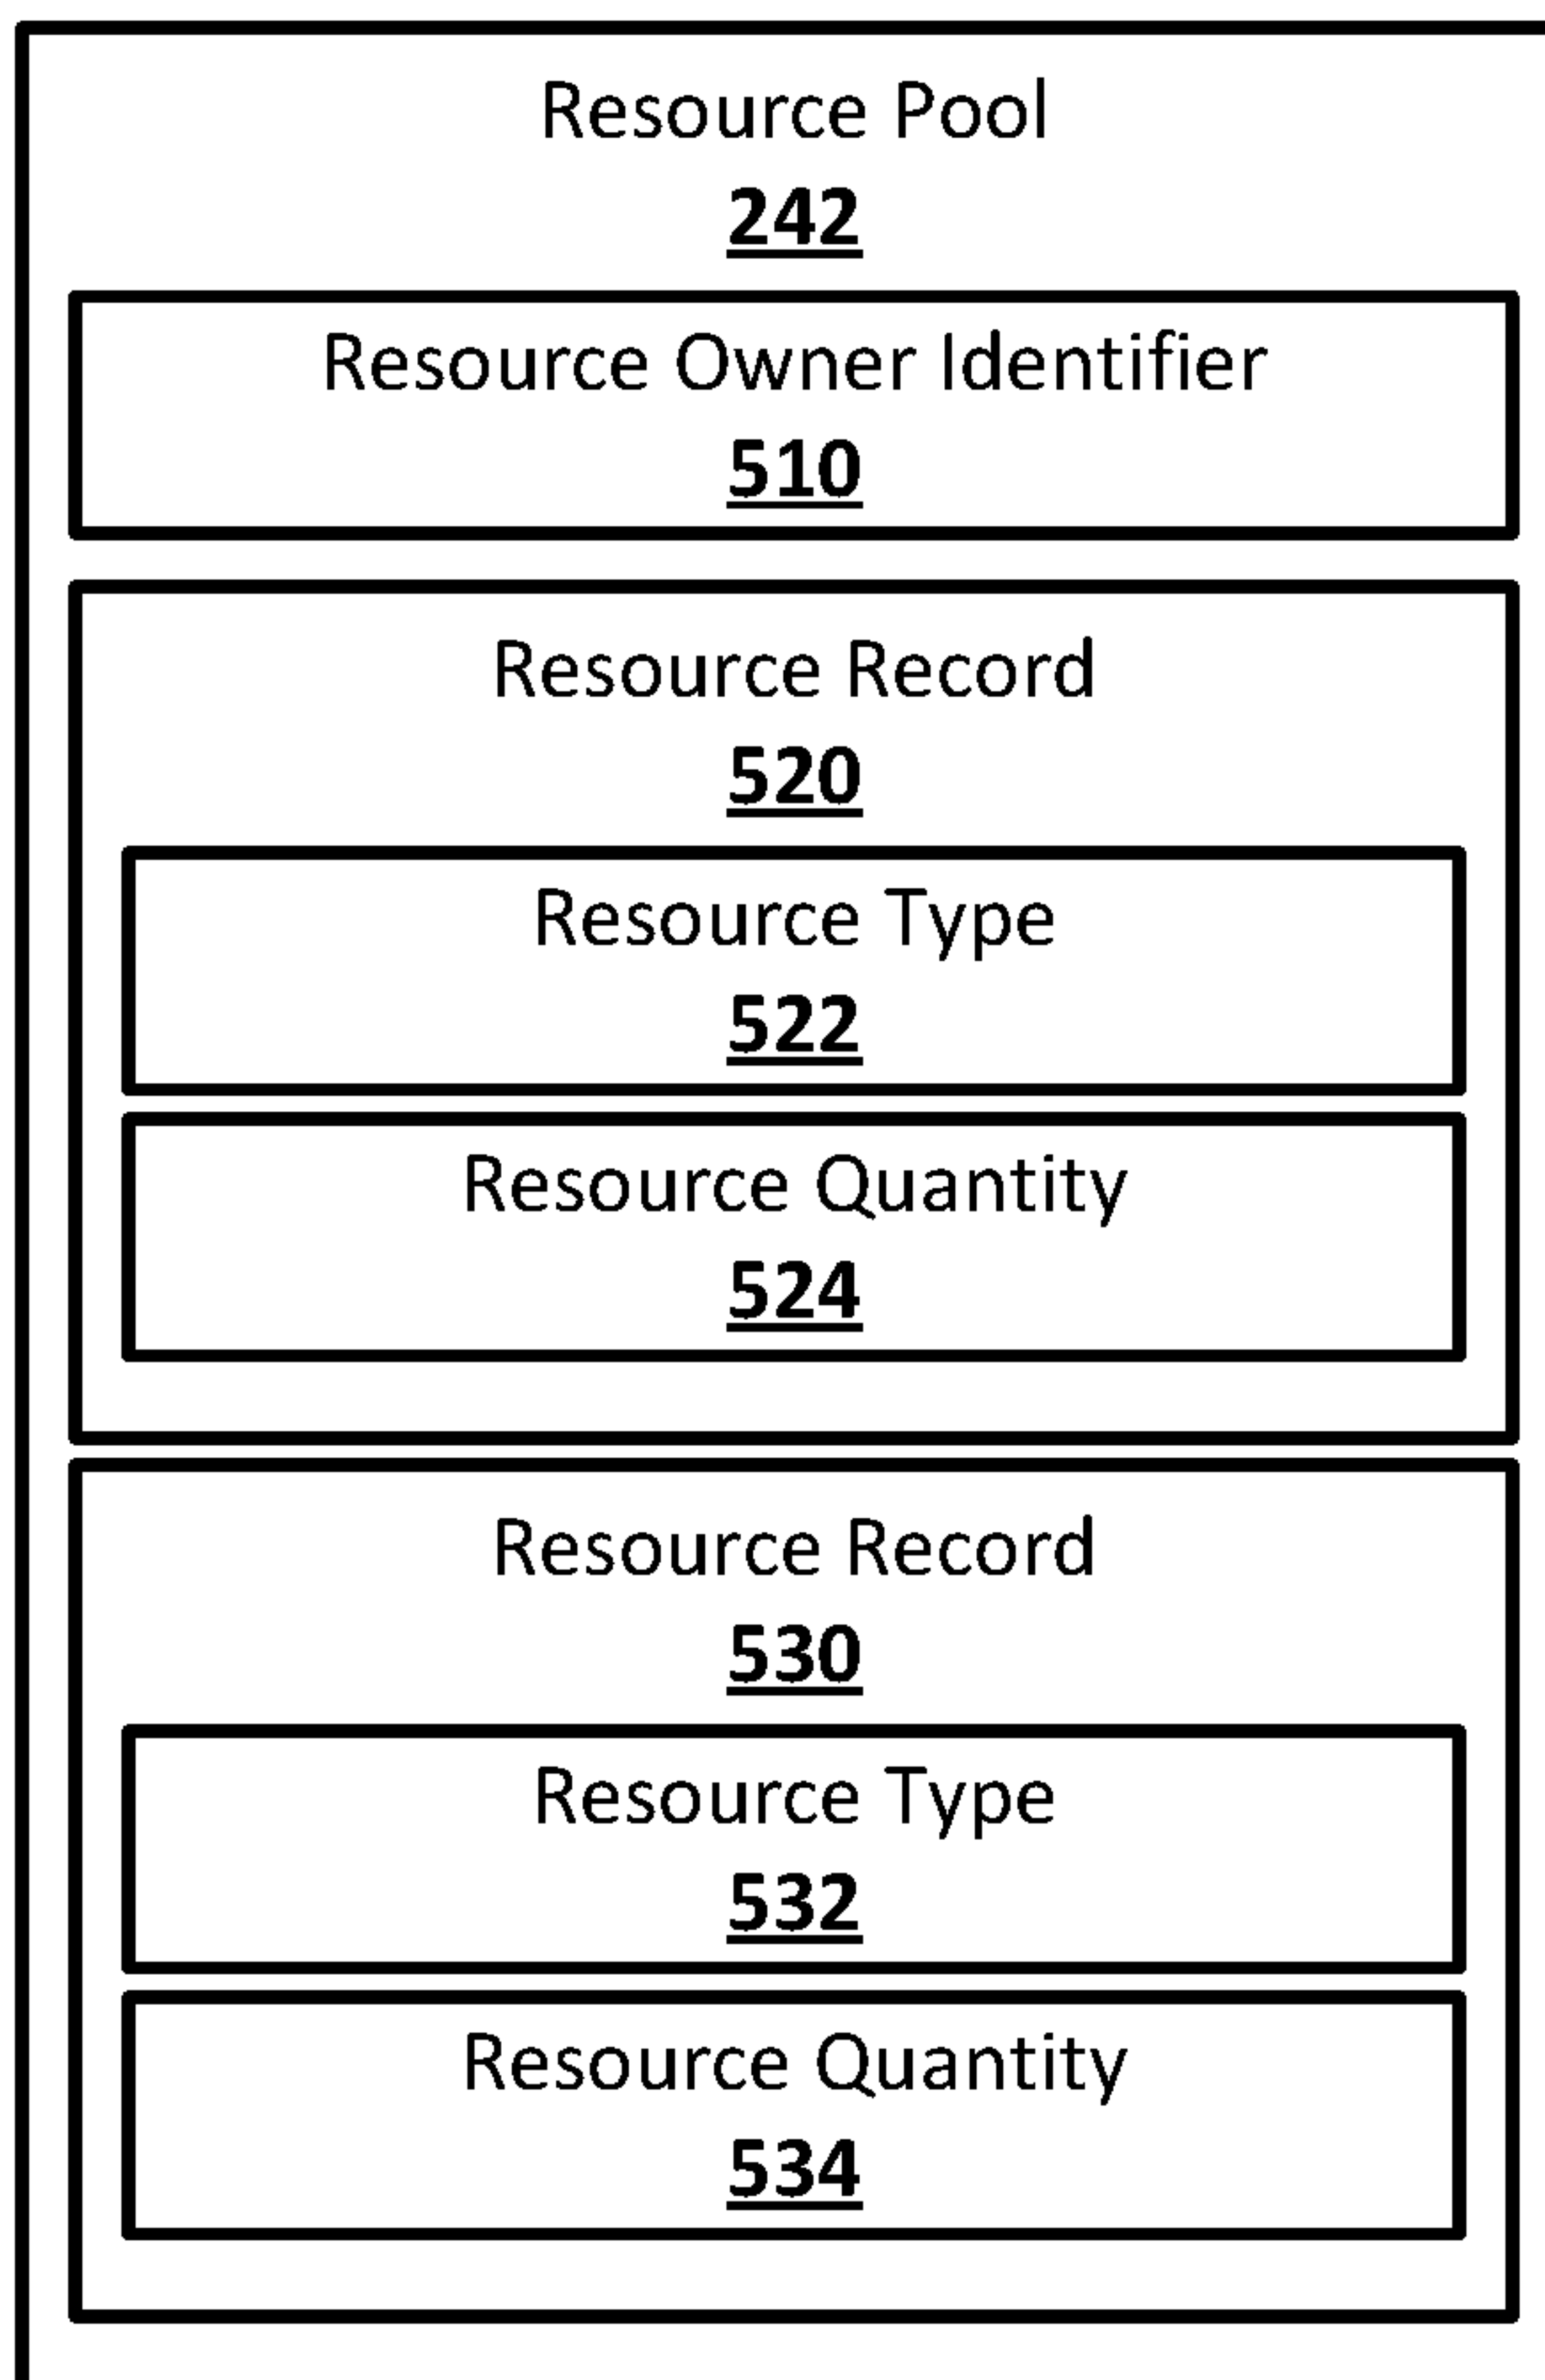 Resource Pool
242
Resource Owner Identifier
510
Resource Record
520
Resource Type
522
Resource Quantity
524
Resource Record
530
Resource Type
532
Resource Quantity
534